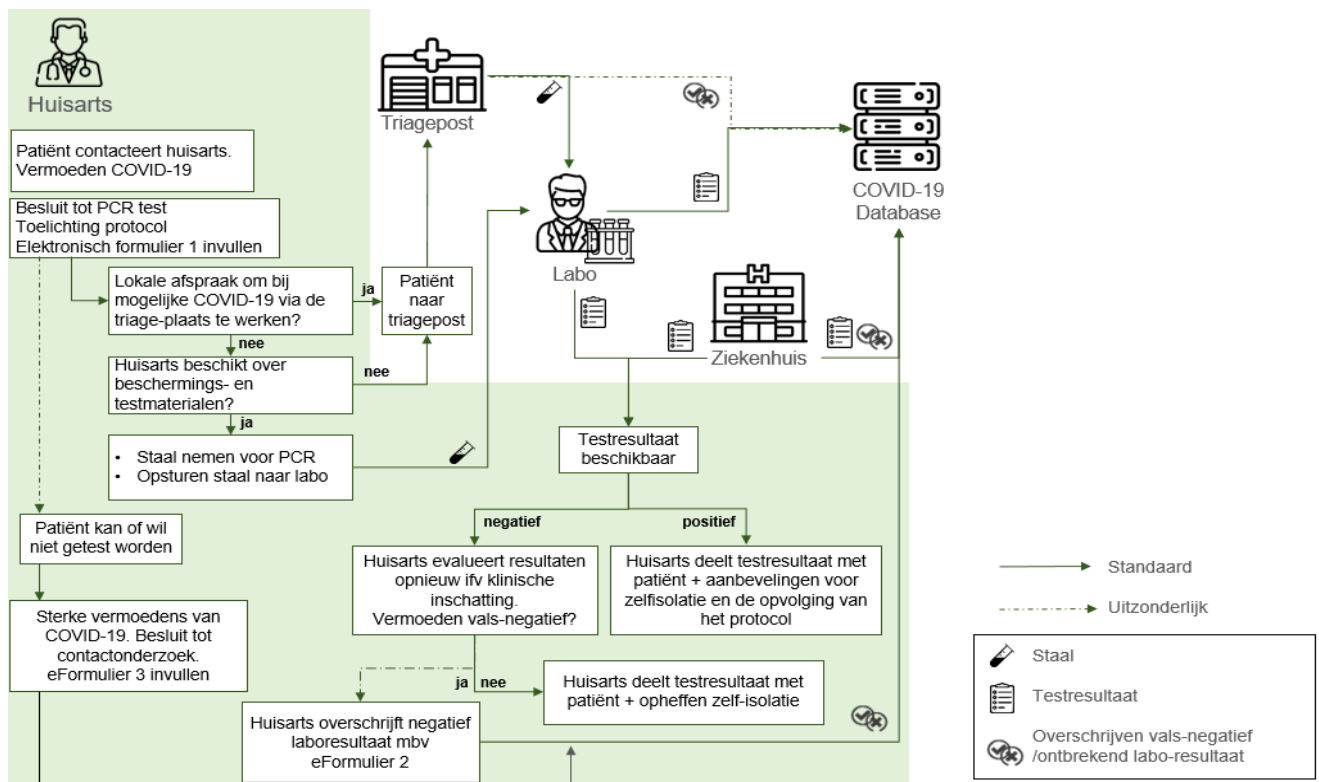 Huisarts
Patiënt contacteert huisarts.
Vermoeden COVID-19
Besluit tot PCR test
Toelichting protocol
Elektronisch formulier 1 invullen
Lokale afspraak om bij
mogelijke COVID-19 via de
triage-plaats te werken?
ja
Patiënt
naar
triagepost
nee
Huisarts beschikt over
beschermings- en
testmaterialen?
nee
ja
• Staal nemen voor PCR
• Opsturen staal naar labo
Patiënt kan of wil
niet getest worden
Sterke vermoedens van
COVID-19. Besluit tot
contactonderzoek.
eFormulier 3 invullen
Triagepost
Labo
COVID-19
Database
H
Ziekenhuis
Testresultaat
beschikbaar
negatief
positief
Huisarts evalueert resultaten
opnieuw ifv klinische
inschatting.
Vermoeden vals-negatief?
Huisarts deelt testresultaat met
patiënt + aanbevelingen voor
zelfisolatie en de opvolging van
het protocol
ja
nee
Huisarts deelt testresultaat met
patiënt + opheffen zelf-isolatie
Huisarts overschrijft negatief
laboresultaat mbv
eFormulier 2
Standaard
Uitzonderlijk
Staal
Testresultaat
Overschrijven vals-negatief
/ontbrekend labo-resultaat